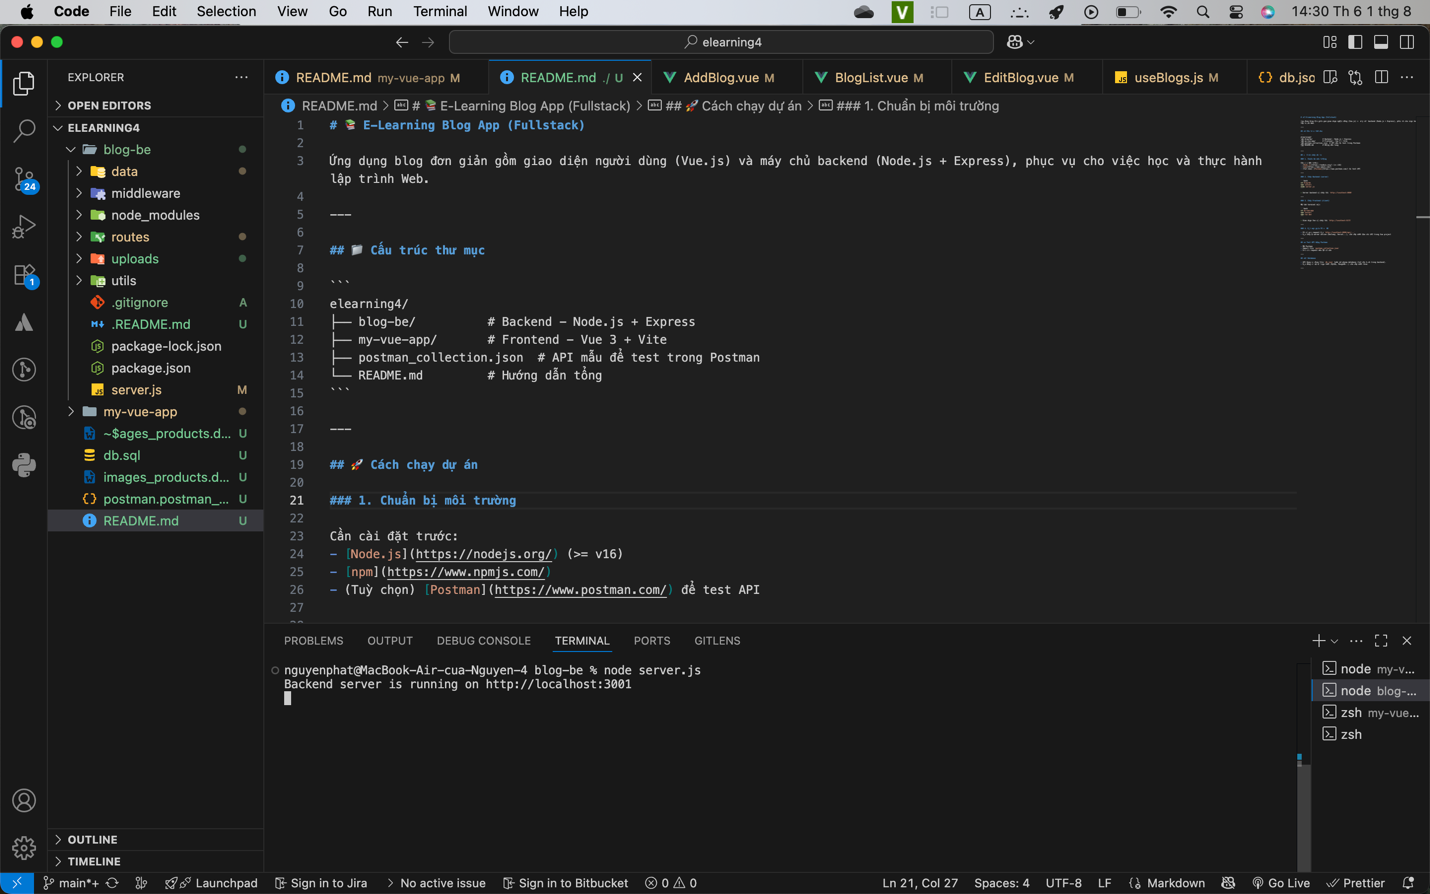 Code File Edit Selection View Go Run Terminal Window Help
V A 14:30 Th 6 1 thg 8
elearning4
EXPLORER
OPEN EDITORS
ELEARNING4
blog-be
data
middleware
node_modules
routes
uploads
utils
.gitignore A
.README.md U
package-lock.json
package.json
server.js M
my-vue-app
~$ages_products.d... U
db.sql U
images_products.d... U
postman.postman_... U
README.md U
OUTLINE
TIMELINE
24
1
README.md my-vue-app M
README.md ./ U
AddBlog.vue M
BlogList.vue M
EditBlog.vue M
useBlogs.js M
db.jso
README.md > # 📚 E-Learning Blog App (Fullstack) > ## 🚀 Cách chạy dự án > ### 1. Chuẩn bị môi trường
1 # 📚 E-Learning Blog App (Fullstack)
2
3 Ứng dụng blog đơn giản gồm giao diện người dùng (Vue.js) và máy chủ backend (Node.js + Express), phục vụ cho việc học và thực hành
lập trình Web.
4
5 ---
6
7 ## 📁 Cấu trúc thư mục
8
9 ```
10 elearning4/
11 ├── blog-be/ # Backend - Node.js + Express
12 ├── my-vue-app/ # Frontend - Vue 3 + Vite
13 ├── postman_collection.json # API mẫu để test trong Postman
14 └── README.md # Hướng dẫn tổng
15 ```
16
17 ---
18
19 ## 🚀 Cách chạy dự án
20
21 ### 1. Chuẩn bị môi trường
22
23 Cần cài đặt trước:
24 - [Node.js](https://nodejs.org/) (>= v16)
25 - [npm](https://www.npmjs.com/)
26 - (Tuỳ chọn) [Postman](https://www.postman.com/) để test API
27
PROBLEMS OUTPUT DEBUG CONSOLE TERMINAL PORTS GITLENS
nguyenphat@MacBook-Air-cua-Nguyen-4 blog-be % node server.js
Backend server is running on http://localhost:3001
node my-v...
node blog-...
zsh my-vue...
zsh
main*+ Launchpad Sign in to Jira No active issue Sign in to Bitbucket 0 0 Ln 21, Col 27 Spaces: 4 UTF-8 LF Markdown Go Live Prettier